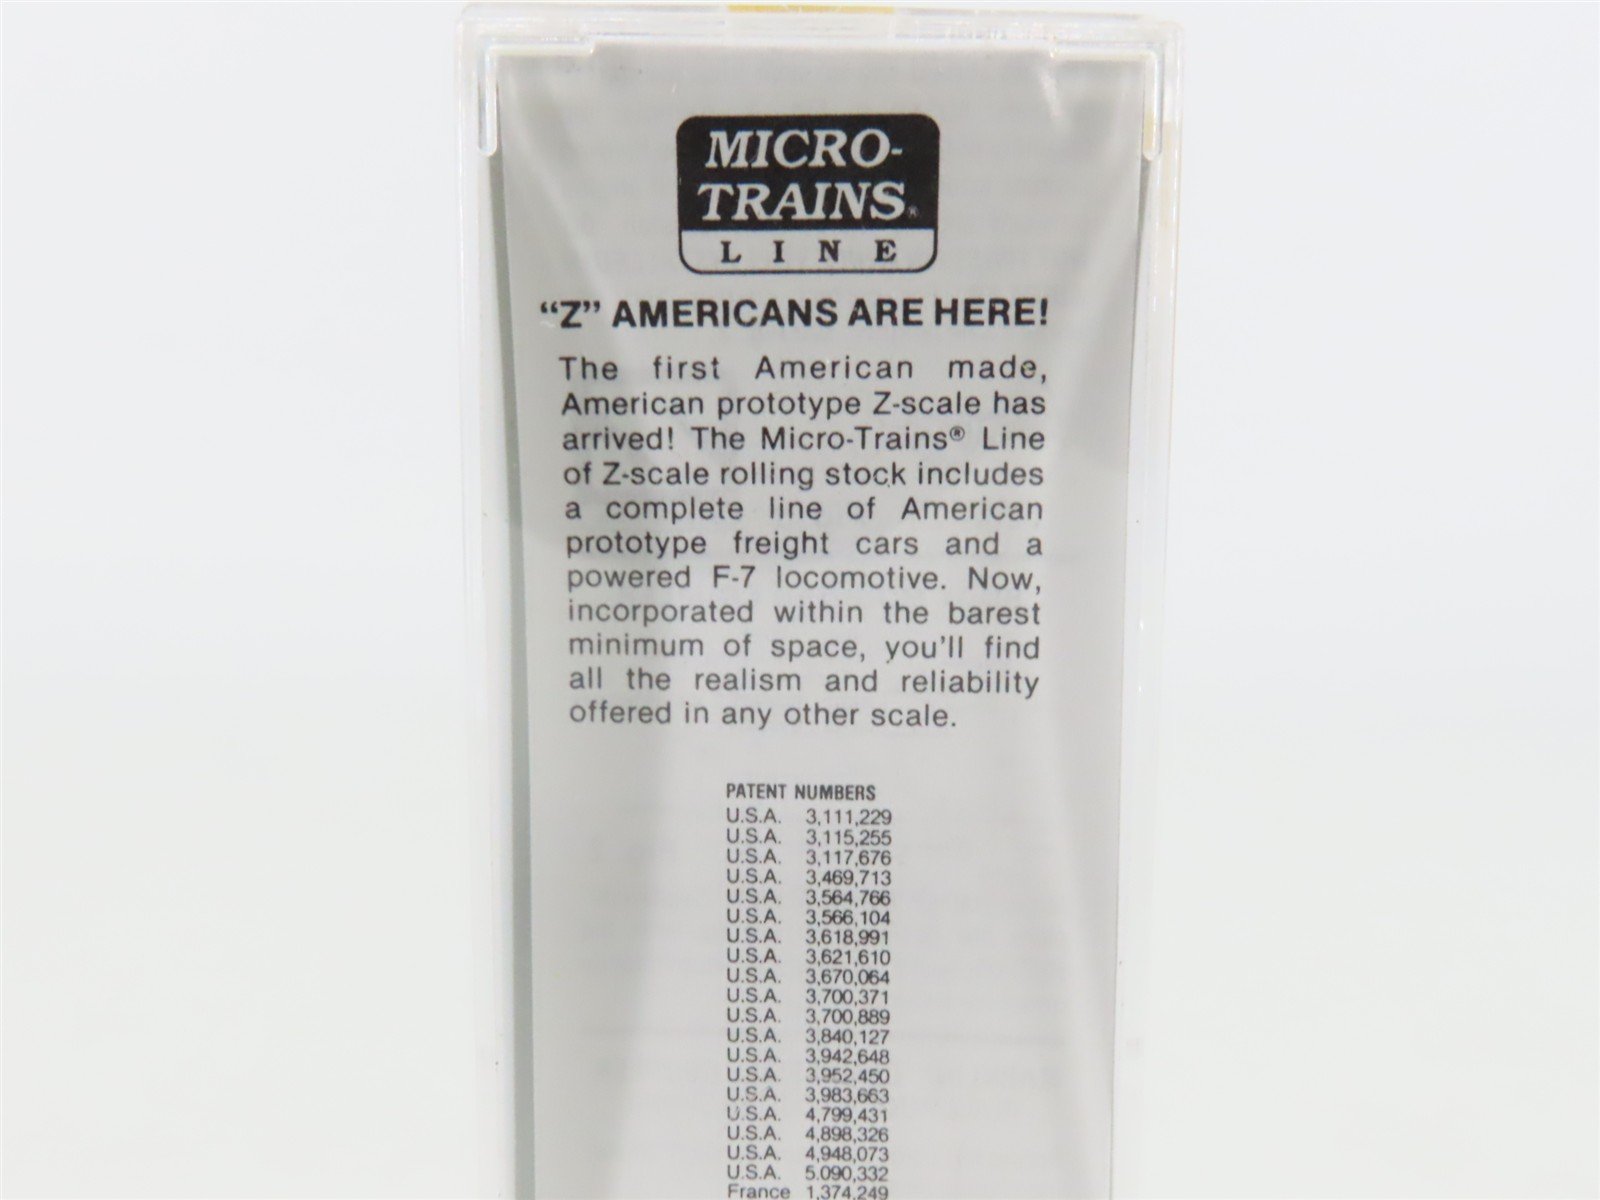 MICRO-
TRAINS®
LINE
“Z” AMERICANS ARE HERE!
The first American made,
American prototype Z-scale has
arrived! The Micro-Trains® Line
of Z-scale rolling stock includes
a complete line of American
prototype freight cars and a
powered F-7 locomotive. Now,
incorporated within the barest
minimum of space, you'll find
all the realism and reliability
offered in any other scale.
PATENT NUMBERS
U.S.A. 3,111,229
U.S.A. 3,115,255
U.S.A. 3,117,676
U.S.A. 3,469,713
U.S.A. 3,564,766
U.S.A. 3,566,104
U.S.A. 3,618,991
U.S.A. 3,621,610
U.S.A. 3,670,064
U.S.A. 3,700,371
U.S.A. 3,700,889
U.S.A. 3,840,127
U.S.A. 3,942,648
U.S.A. 3,952,450
U.S.A. 3,983,663
U.S.A. 4,799,431
U.S.A. 4,898,326
U.S.A. 4,948,073
U.S.A. 5,090,332
France 1,374,249